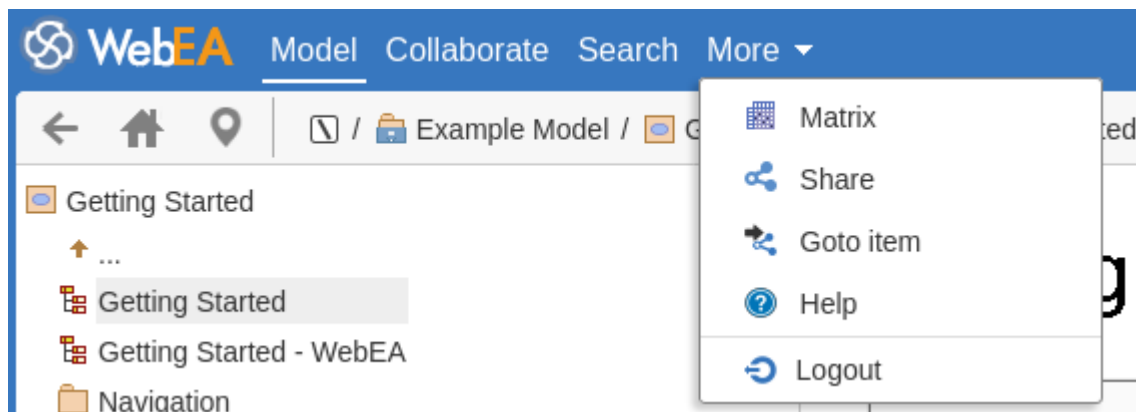 WebEA Model Collaborate Search More
Example Model /
Matrix
Share
Getting Started
Goto item
...
Getting Started
Help
Getting Started - WebEA
Logout
Navigation